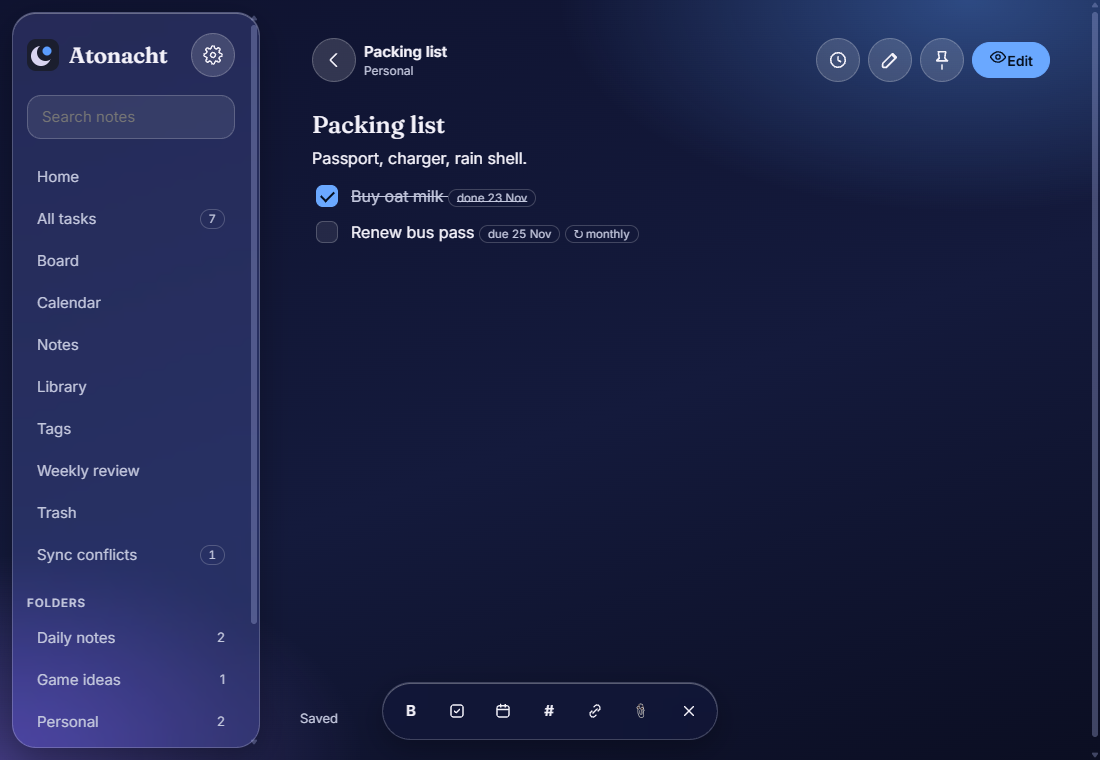 Atonacht
Search notes
Home
All tasks 7
Board
Calendar
Notes
Library
Tags
Weekly review
Trash
Sync conflicts 1
FOLDERS
Daily notes 2
Game ideas 1
Personal 2
Packing list
Personal
Edit
Packing list
Passport, charger, rain shell.
Buy oat milk done 23 Nov
Renew bus pass due 25 Nov ↻ monthly
Saved
B #